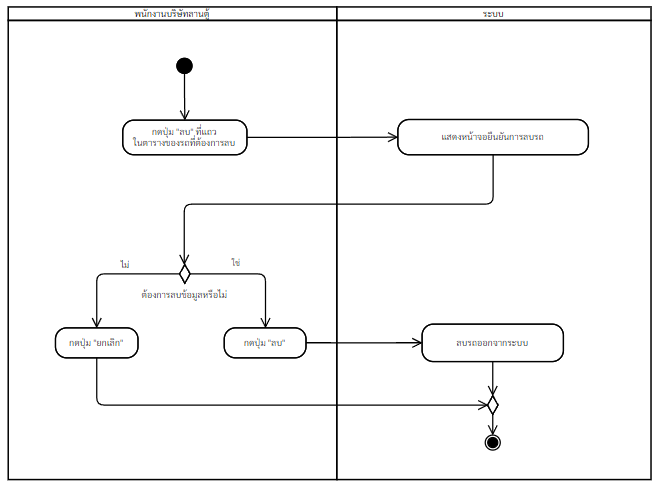 พนักงานบริษัทลานตู้
ระบบ
กดปุ่ม "ลบ" ที่แถว
ในตารางของรถที่ต้องการลบ
แสดงหน้าจอยืนยันการลบรถ
ไม่
ใช่
ต้องการลบข้อมูลหรือไม่
กดปุ่ม "ยกเลิก"
กดปุ่ม "ลบ"
ลบรถออกจากระบบ